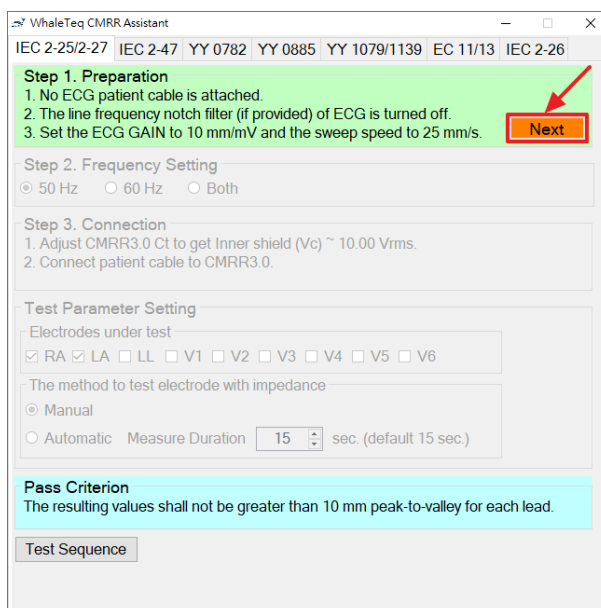 WhaleTeq CMRR Assistant
IEC 2-25/2-27 IEC 2-47 YY 0782 YY 0885 YY 1079/1139 EC 11/13 IEC 2-26
Step 1. Preparation
1. No ECG patient cable is attached.
2. The line frequency notch filter (if provided) of ECG is turned off.
3. Set the ECG GAIN to 10 mm/mV and the sweep speed to 25 mm/s.
Next
Step 2. Frequency Setting
50 Hz 60 Hz Both
Step 3. Connection
1. Adjust CMRR3.0 Ct to get Inner shield (Vc) ~ 10.00 Vrms.
2. Connect patient cable to CMRR3.0.
Test Parameter Setting
Electrodes under test
RA LA LL V1 V2 V3 V4 V5 V6
The method to test electrode with impedance
Manual
Automatic Measure Duration 15 sec. (default 15 sec.)
Pass Criterion
The resulting values shall not be greater than 10 mm peak-to-valley for each lead.
Test Sequence